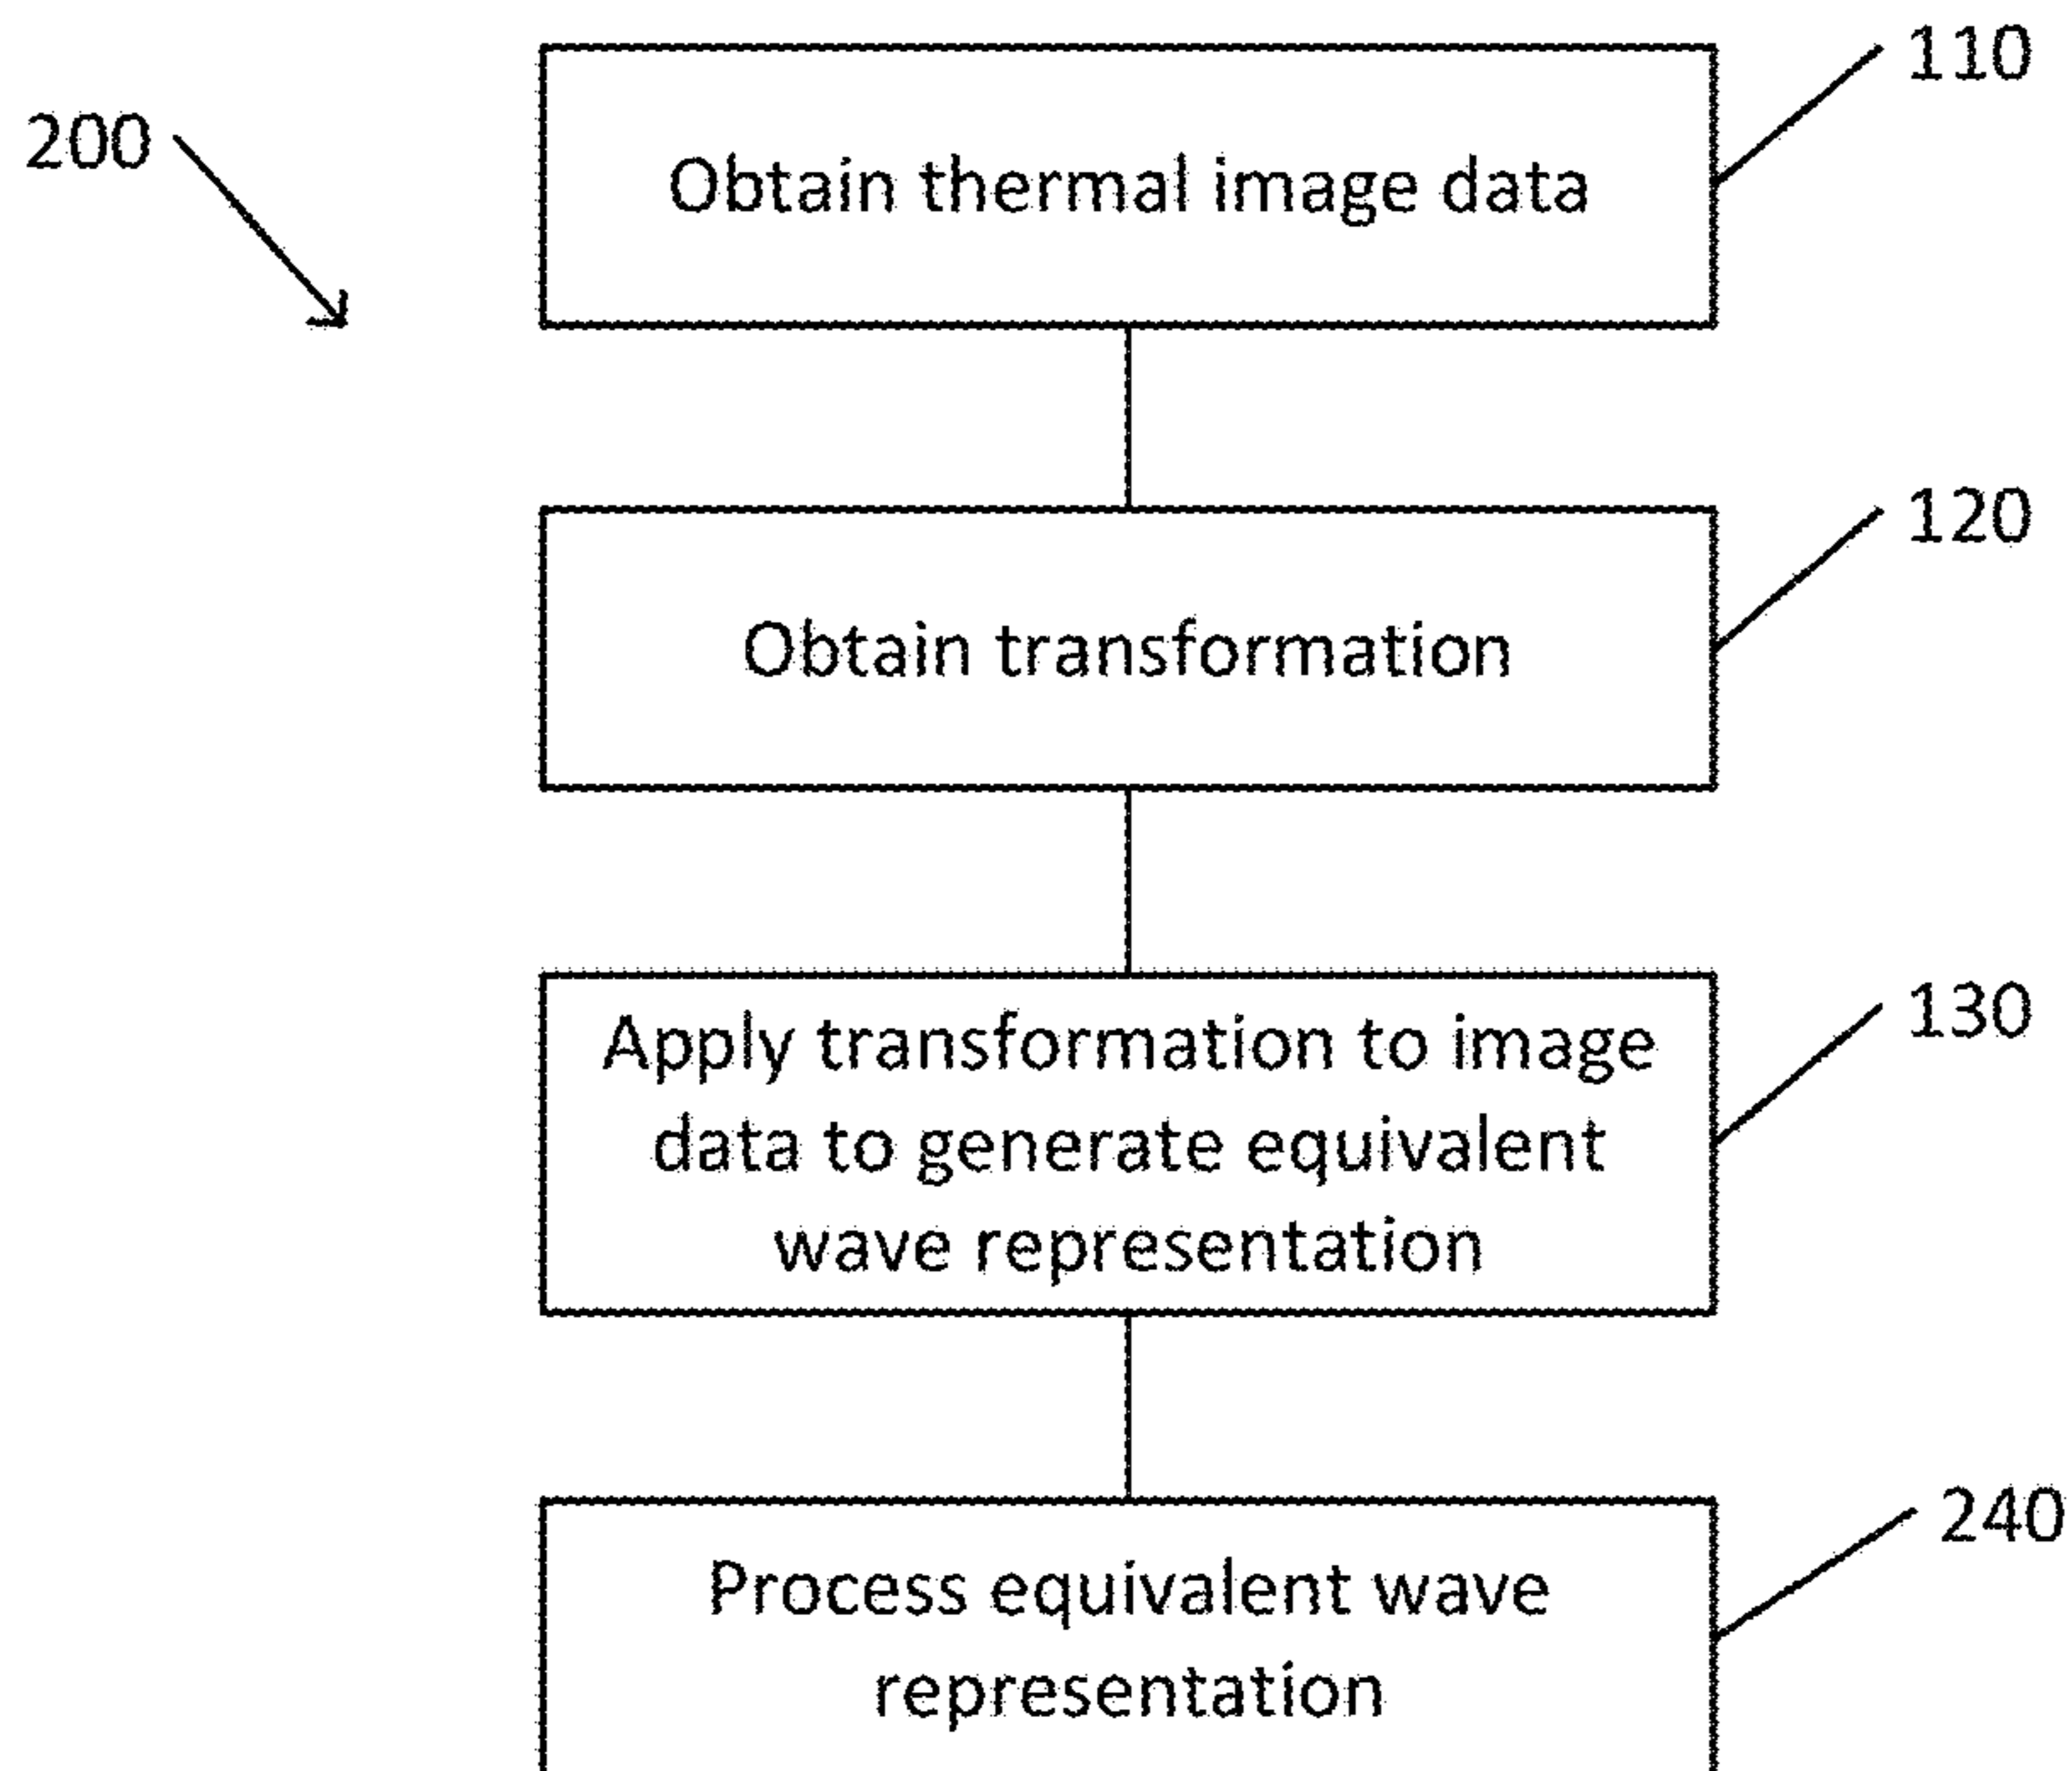 110
200
Obtain thermal image data
120
Obtain transformation
130
Apply transformation to image
data to generate equivalent
wave representation
240
Process equivalent wave
representation